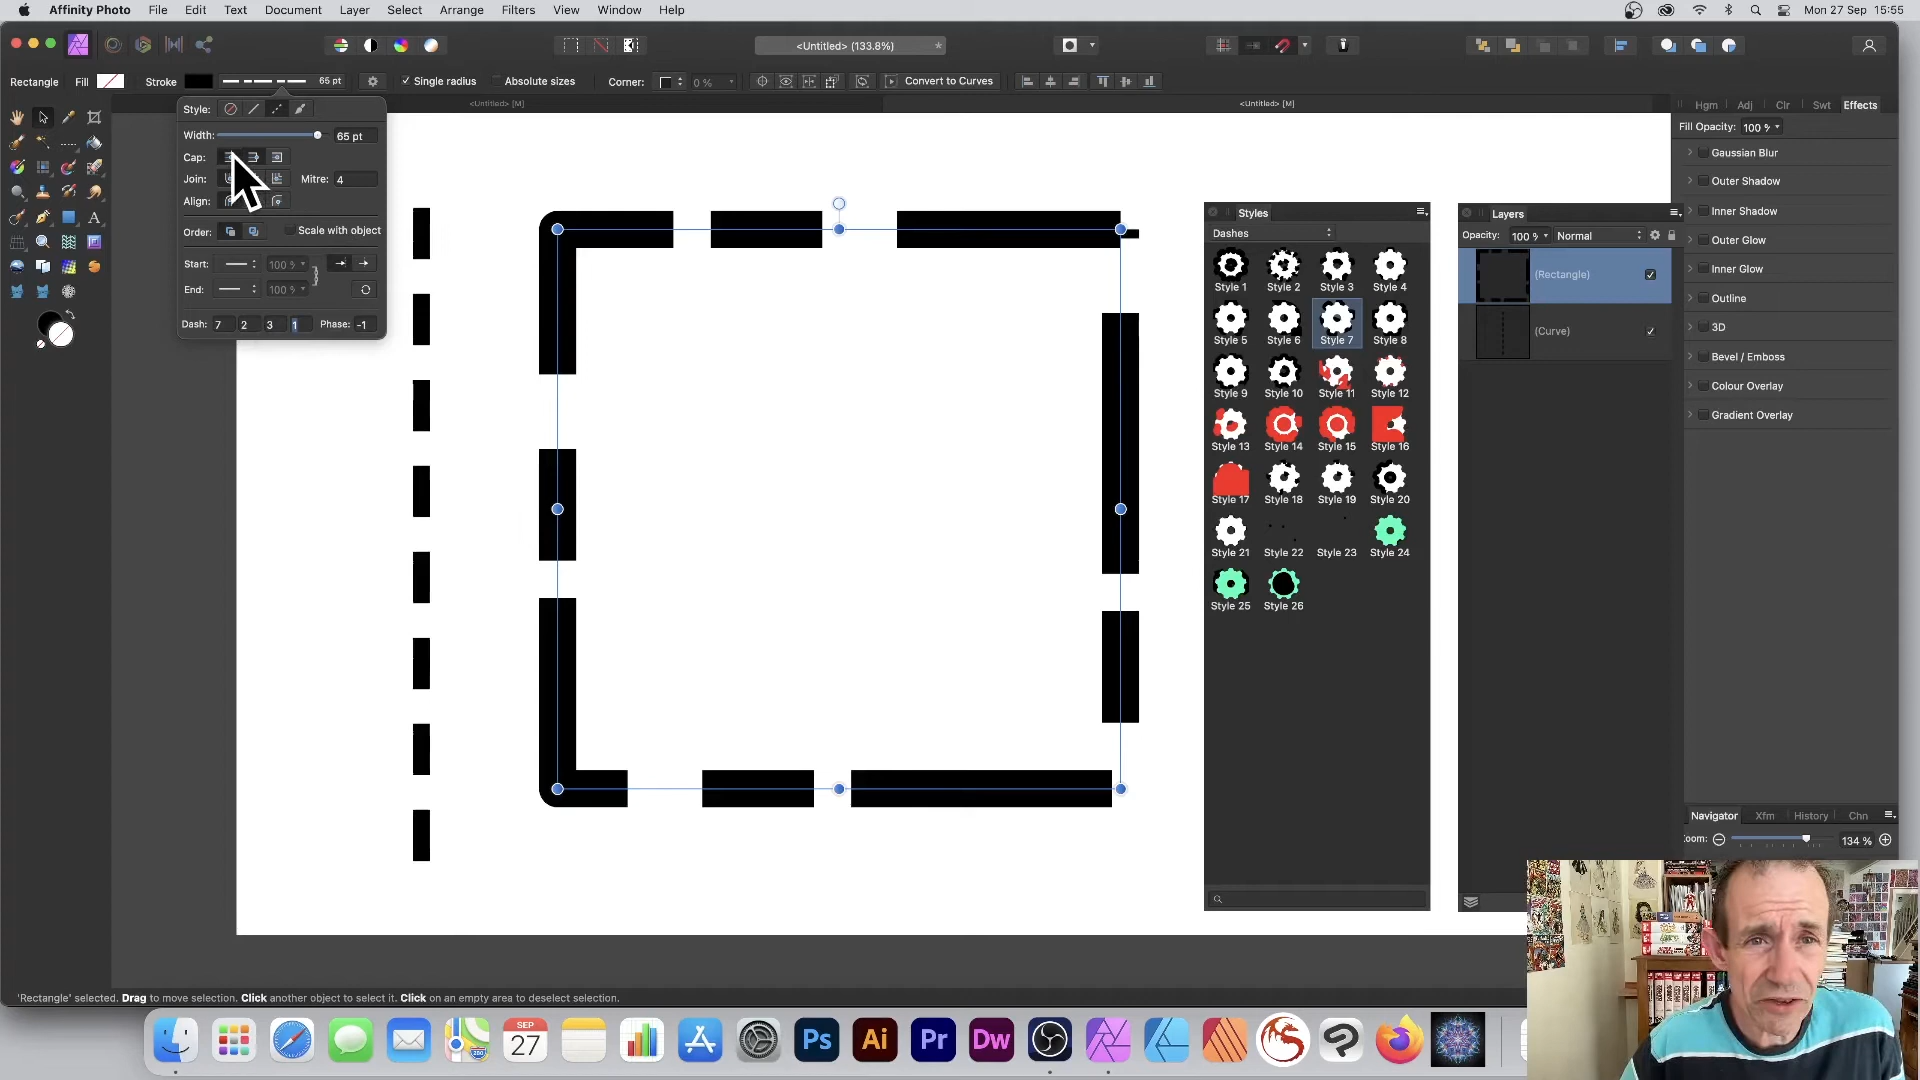 Affinity Photo File Edit Text Document Layer Select Arrange Filters View Window Help Mon 27 Sep 15:55
<Untitled> (133.8%) *
Rectangle Fill Stroke 65 pt Single radius Absolute sizes Corner: 0 % Convert to Curves
<Untitled> [M] <Untitled> [M]
Hgm Adj Clr Swt Effects
Fill Opacity: 100 %
Gaussian Blur
Outer Shadow
Inner Shadow
Outer Glow
Inner Glow
Outline
3D
Bevel / Emboss
Colour Overlay
Gradient Overlay
Style:
Width: 65 pt
Cap:
Join: Mitre: 4
Align:
Order: Scale with object
Start: 100 %
End: 100 %
Dash: 7 2 3 1 Phase: -1
Styles
Dashes
Style 1 Style 2 Style 3 Style 4
Style 5 Style 6 Style 7 Style 8
Style 9 Style 10 Style 11 Style 12
Style 13 Style 14 Style 15 Style 16
Style 17 Style 18 Style 19 Style 20
Style 21 Style 22 Style 23 Style 24
Style 25 Style 26
Layers
Opacity: 100 % Normal
(Rectangle)
(Curve)
Navigator Xfm History Chn
Zoom: 134 %
'Rectangle' selected. Drag to move selection. Click another object to select it. Click on an empty area to deselect selection.
SEP
27
280
Ps Ai Pr Dw